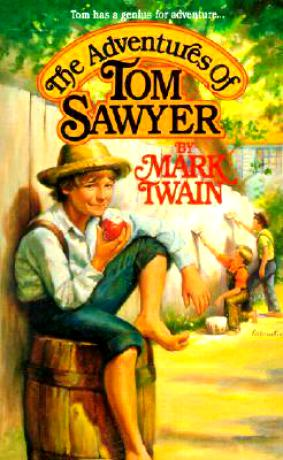 Tom has a genius for adventure...
The Adventures Of
TOM
SAWYER
BY
MARK
TWAIN